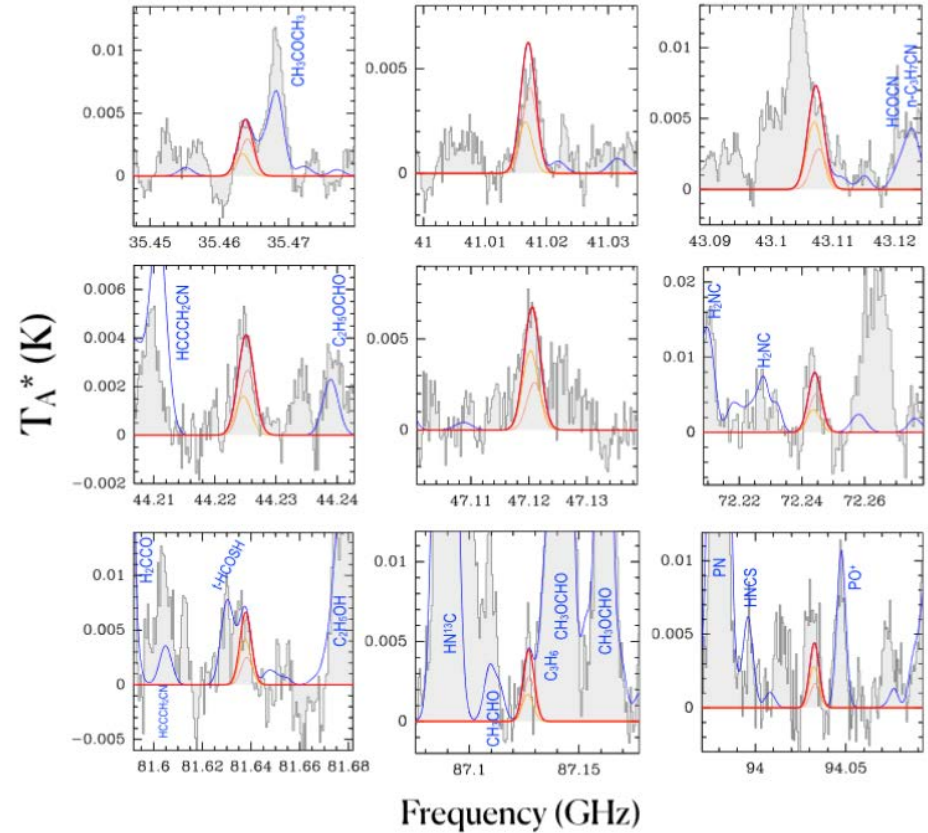 CH₃COCH₃
0.01
0.005
0
35.45 35.46 35.47
0.005
0
41 41.01 41.02 41.03
HCOCN
n-C₃H₇CN
0.01
0.005
0
43.09 43.1 43.11 43.12
T_A* (K)
HCCCH₂CN
C₂H₅OCHO
0.006
0.004
0.002
0
−0.002
44.21 44.22 44.23 44.24
0.005
0
47.11 47.12 47.13
H₂NC
H₂NC
0.02
0.01
0
72.22 72.24 72.26
H₂CCO
t-HCOSH
C₂H₅OH
HCCCH₂CN
0.01
0.005
0
−0.005
81.6 81.62 81.64 81.66 81.68
HN¹³C
CH₃CHO
C₃H₆
CH₃OCHO
CH₃OCHO
0.01
0.005
0
87.1 87.15
PN
HNCS
PO⁺
0.01
0.005
0
94 94.05
Frequency (GHz)